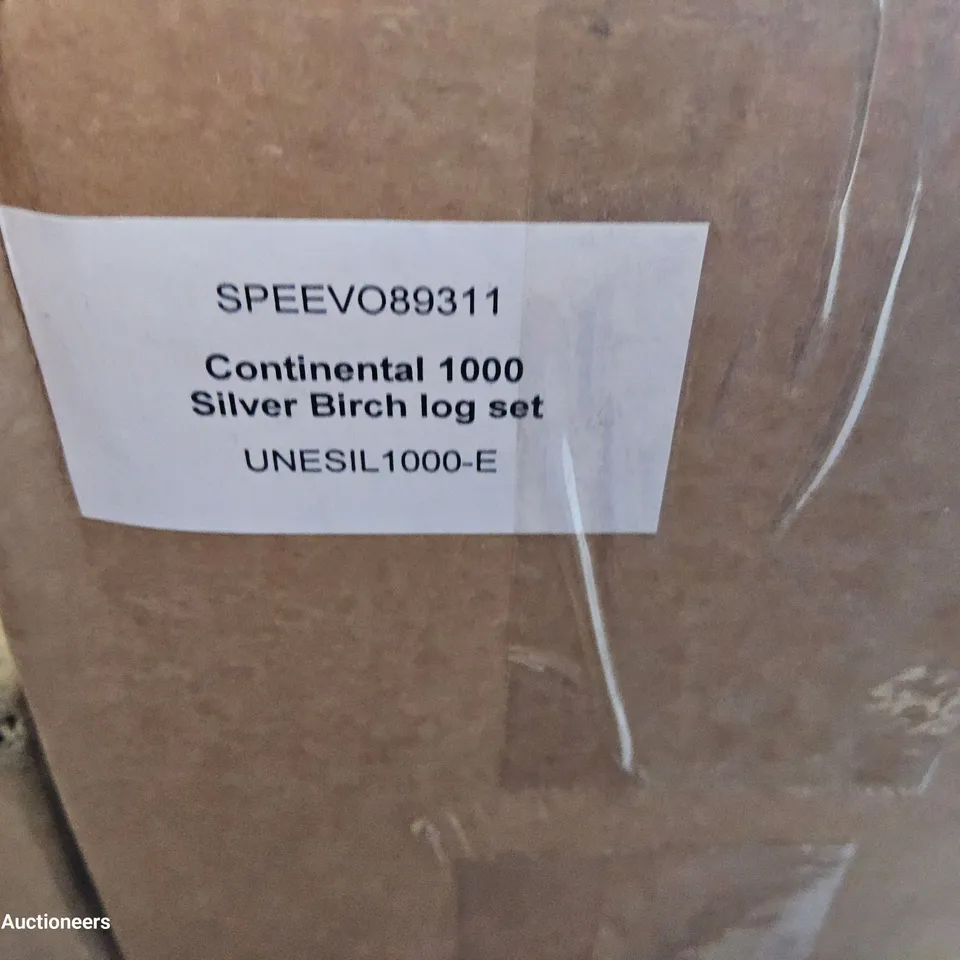 SPEEVO89311
Continental 1000
Silver Birch log set
UNESIL1000-E
Auctioneers